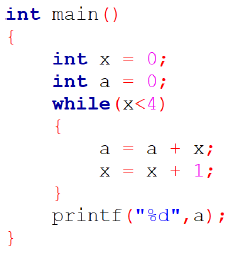 int main()
{
int x = 0;
int a = 0;
while(x<4)
{
a = a + x;
x = x + 1;
}
printf("%d",a);
}